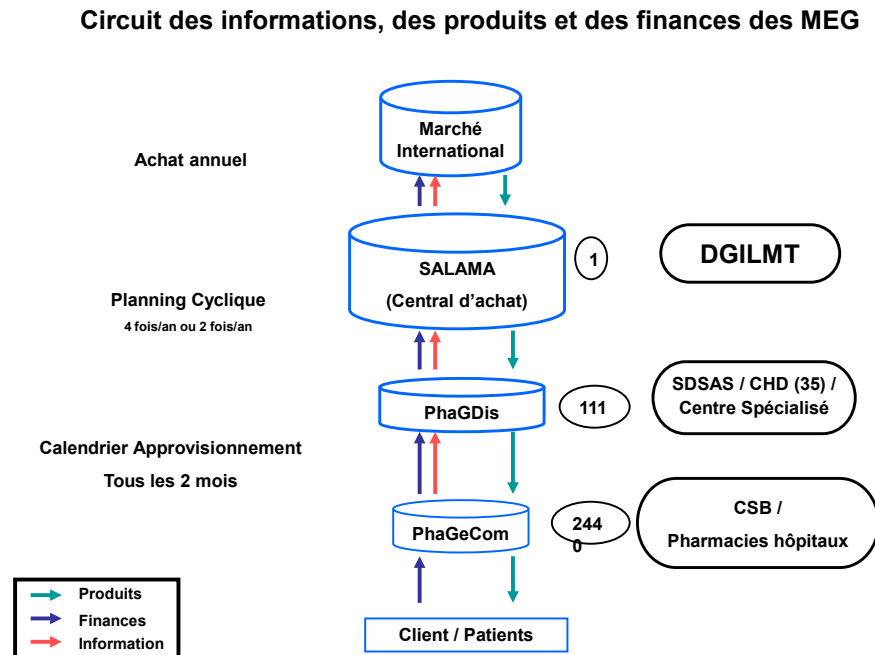 Circuit des informations, des produits et des finances des MEG
Marché
International
Achat annuel
SALAMA
(Central d'achat)
1
DGILMT
Planning Cyclique
4 fois/an ou 2 fois/an
PhaGDis
111
SDSAS / CHD (35) /
Centre Spécialisé
Calendrier Approvisionnement
Tous les 2 mois
PhaGeCom
244
0
CSB /
Pharmacies hôpitaux
Produits
Finances
Information
Client / Patients